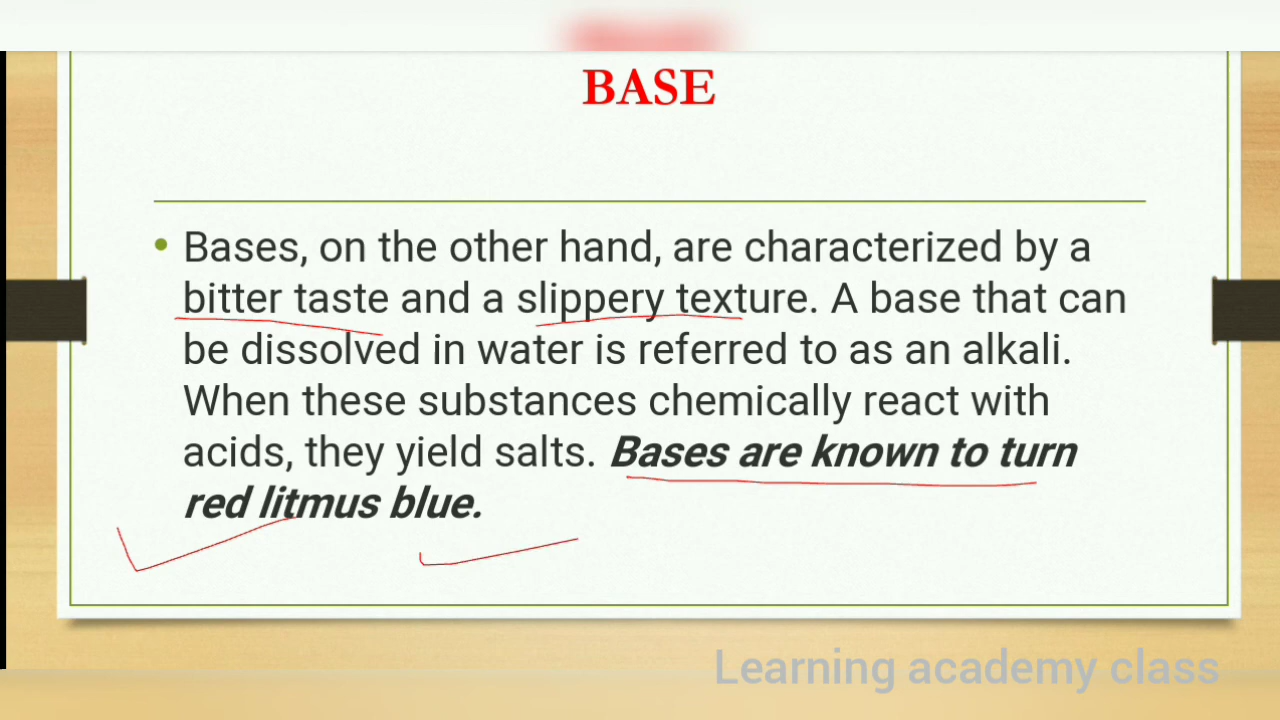 BASE
Bases, on the other hand, are characterized by a
bitter taste and a slippery texture. A base that can
be dissolved in water is referred to as an alkali.
When these substances chemically react with
acids, they yield salts. Bases are known to turn
red litmus blue.
Learning academy class